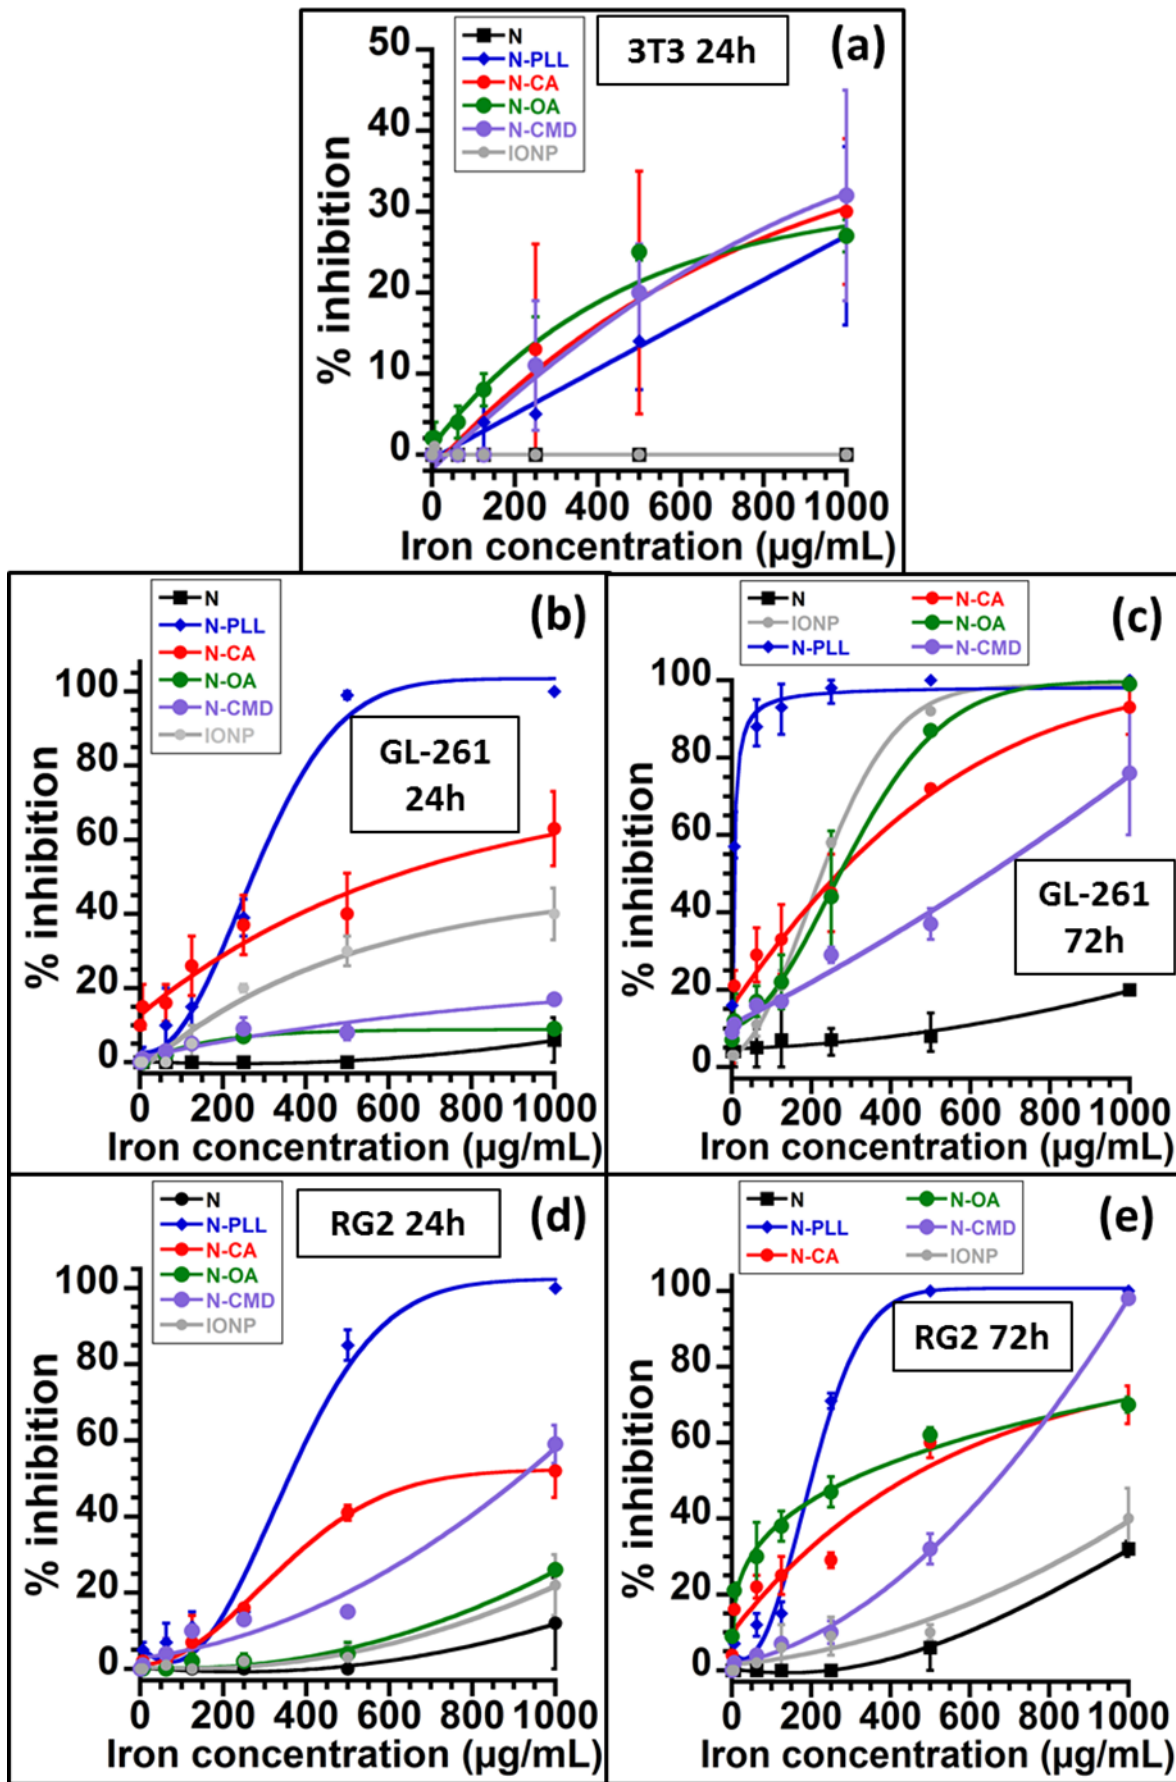 (a)
3T3 24h
N
N-PLL
N-CA
N-OA
N-CMD
IONP
50
40
30
20
10
0
% inhibition
0 200 400 600 800 1000
Iron concentration (µg/mL)
(b)
GL-261
24h
N
N-PLL
N-CA
N-OA
N-CMD
IONP
100
80
60
40
20
0
% inhibition
0 200 400 600 800 1000
Iron concentration (µg/mL)
(c)
GL-261
72h
N N-CA
IONP N-OA
N-PLL N-CMD
100
80
60
40
20
0
% inhibition
0 200 400 600 800 1000
Iron concentration (µg/mL)
(d)
RG2 24h
N
N-PLL
N-CA
N-OA
N-CMD
IONP
100
80
60
40
20
0
% inhibition
0 200 400 600 800 1000
Iron concentration (µg/mL)
(e)
RG2 72h
N N-OA
N-PLL N-CMD
N-CA IONP
100
80
60
40
20
0
% inhibition
0 200 400 600 800 1000
Iron concentration (µg/mL)